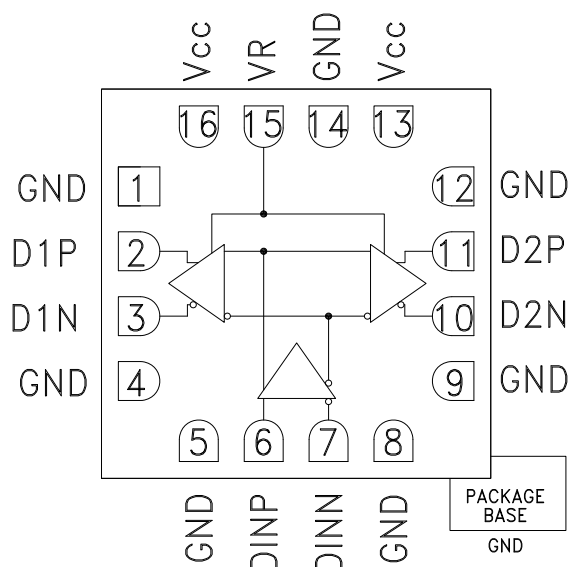 Vcc VR GND Vcc
16 15 14 13
GND 1 12 GND
D1P 2 11 D2P
D1N 3 10 D2N
GND 4 9 GND
5 6 7 8
GND DINP DINN GND
PACKAGE
BASE
GND